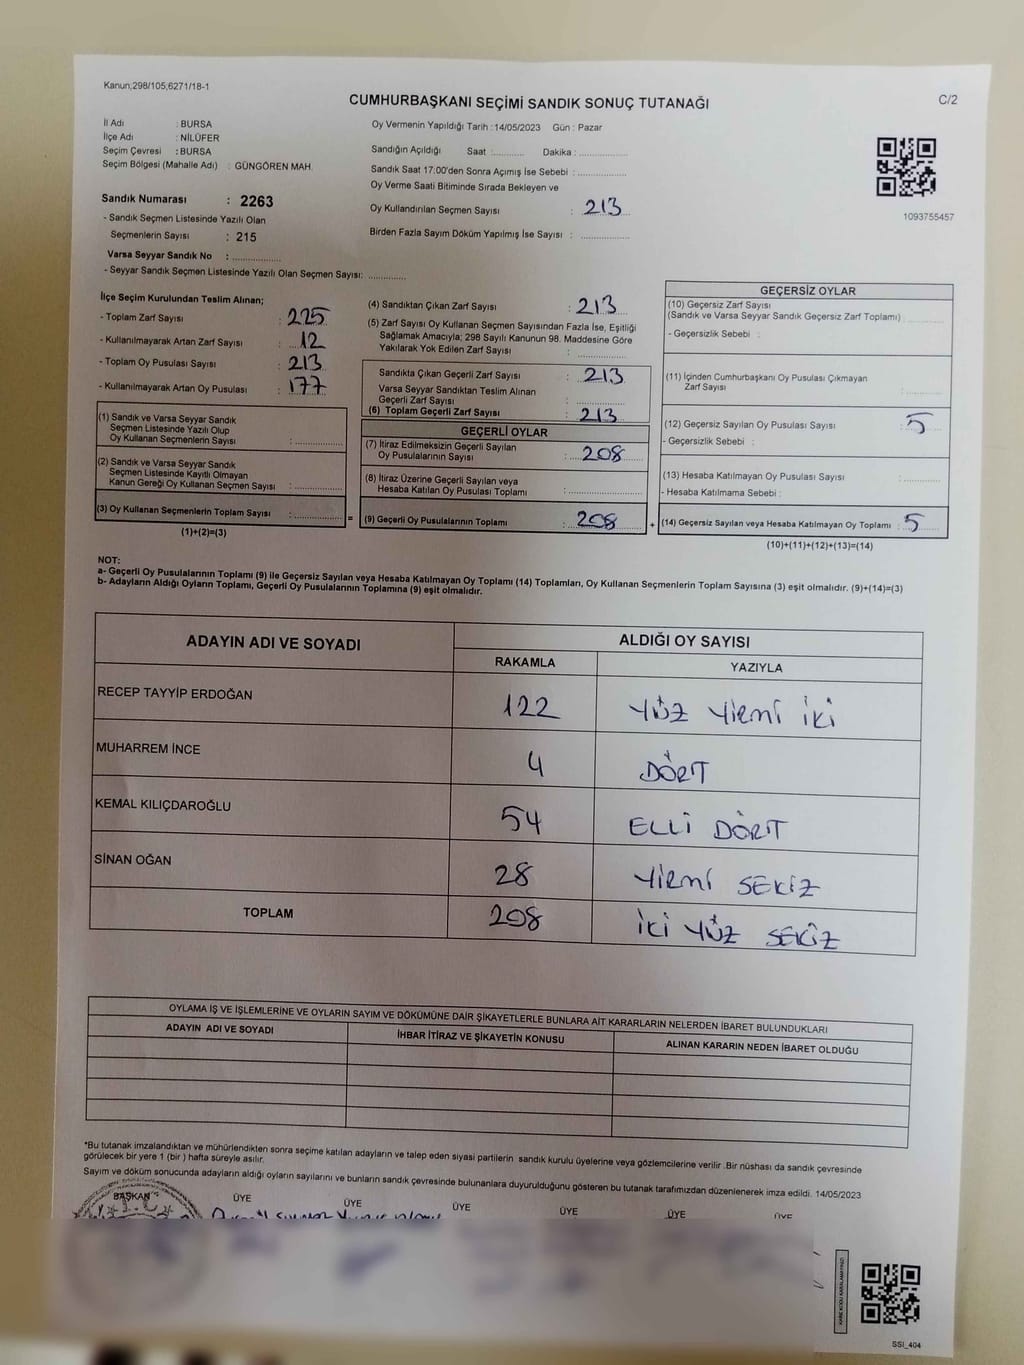 Kanun;298/105;6271/18-1
CUMHURBAŞKANI SEÇİMİ SANDIK SONUÇ TUTANAĞI
C/2
İl Adı : BURSA
İlçe Adı : NİLÜFER
Seçim Çevresi : BURSA
Seçim Bölgesi (Mahalle Adı) : GÜNGÖREN MAH.
Oy Vermenin Yapıldığı Tarih : 14/05/2023 Gün : Pazar
Sandığın Açıldığı Saat :........... Dakika :................
Sandık Saat 17:00'den Sonra Açımış İse Sebebi :................
Oy Verme Saati Bitiminde Sırada Bekleyen ve
Oy Kullandırılan Seçmen Sayısı : 213
Birden Fazla Sayım Döküm Yapılmış İse Sayısı : ................
1093755457
Sandık Numarası : 2263
- Sandık Seçmen Listesinde Yazılı Olan
Seçmenlerin Sayısı : 215
Varsa Seyyar Sandık No : ................
- Seyyar Sandık Seçmen Listesinde Yazılı Olan Seçmen Sayısı: ............
İlçe Seçim Kurulundan Teslim Alınan;
- Toplam Zarf Sayısı : 225
- Kullanılmayarak Artan Zarf Sayısı : 12
- Toplam Oy Pusulası Sayısı : 213
- Kullanılmayarak Artan Oy Pusulası : 177
(1) Sandık ve Varsa Seyyar Sandık
Seçmen Listesinde Yazılı Olup
Oy Kullanan Seçmenlerin Sayısı :................
(2) Sandık ve Varsa Seyyar Sandık
Seçmen Listesinde Kayıtlı Olmayan
Kanun Gereği Oy Kullanan Seçmen Sayısı :................
(3) Oy Kullanan Seçmenlerin Toplam Sayısı :................
(1)+(2)=(3)
(4) Sandıktan Çıkan Zarf Sayısı : 213
(5) Zarf Sayısı Oy Kullanan Seçmen Sayısından Fazla İse, Eşitliği
Sağlamak Amacıyla; 298 Sayılı Kanunun 98. Maddesine Göre
Yakılarak Yok Edilen Zarf Sayısı :................
Sandıkta Çıkan Geçerli Zarf Sayısı : 213
Varsa Seyyar Sandıktan Teslim Alınan
Geçerli Zarf Sayısı :................
(6) Toplam Geçerli Zarf Sayısı : 213
GEÇERLİ OYLAR
(7) İtiraz Edilmeksizin Geçerli Sayılan
Oy Pusulalarının Sayısı : 208
(8) İtiraz Üzerine Geçerli Sayılan veya
Hesaba Katılan Oy Pusulası Toplamı :................
= (9) Geçerli Oy Pusulalarının Toplamı : 208 +
GEÇERSİZ OYLAR
(10) Geçersiz Zarf Sayısı
(Sandık ve Varsa Seyyar Sandık Geçersiz Zarf Toplamı) ............
- Geçersizlik Sebebi :
(11) İçinden Cumhurbaşkanı Oy Pusulası Çıkmayan
Zarf Sayısı :............
(12) Geçersiz Sayılan Oy Pusulası Sayısı : 5
- Geçersizlik Sebebi :
(13) Hesaba Katılmayan Oy Pusulası Sayısı :............
- Hesaba Katılmama Sebebi :
(14) Geçersiz Sayılan veya Hesaba Katılmayan Oy Toplamı : 5
(10)+(11)+(12)+(13)=(14)
NOT:
a- Geçerli Oy Pusulalarının Toplamı (9) ile Geçersiz Sayılan veya Hesaba Katılmayan Oy Toplamı (14) Toplamları, Oy Kullanan Seçmenlerin Toplam Sayısına (3) eşit olmalıdır. (9)+(14)=(3)
b- Adayların Aldığı Oyların Toplamı, Geçerli Oy Pusulalarının Toplamına (9) eşit olmalıdır.
ADAYIN ADI VE SOYADI ALDIĞI OY SAYISI
RAKAMLA YAZIYLA
RECEP TAYYİP ERDOĞAN 122 YÜZ YİRMİ İKİ
MUHARREM İNCE 4 DÖRT
KEMAL KILIÇDAROĞLU 54 ELLİ DÖRT
SİNAN OĞAN 28 YİRMİ SEKİZ
TOPLAM 208 İKİ YÜZ SEKİZ
OYLAMA İŞ VE İŞLEMLERİNE VE OYLARIN SAYIM VE DÖKÜMÜNE DAİR ŞİKAYETLERLE BUNLARA AİT KARARLARIN NELERDEN İBARET BULUNDUKLARI
ADAYIN ADI VE SOYADI İHBAR İTİRAZ VE ŞİKAYETİN KONUSU ALINAN KARARIN NEDEN İBARET OLDUĞU
*Bu tutanak imzalandıktan ve mühürlendikten sonra seçime katılan adayların ve talep eden siyasi partilerin sandık kurulu üyelerine veya gözlemcilerine verilir .Bir nüshası da sandık çevresinde
görülecek bir yere 1 (bir ) hafta süreyle asılır.
Sayım ve döküm sonucunda adayların aldığı oyların sayılarını ve bunların sandık çevresinde bulunanlara duyurulduğunu gösteren bu tutanak tarafımızdan düzenlenerek imza edildi. 14/05/2023
BAŞKAN ÜYE ÜYE ÜYE ÜYE ÜYE ÜYE
T.C.
SSI_404